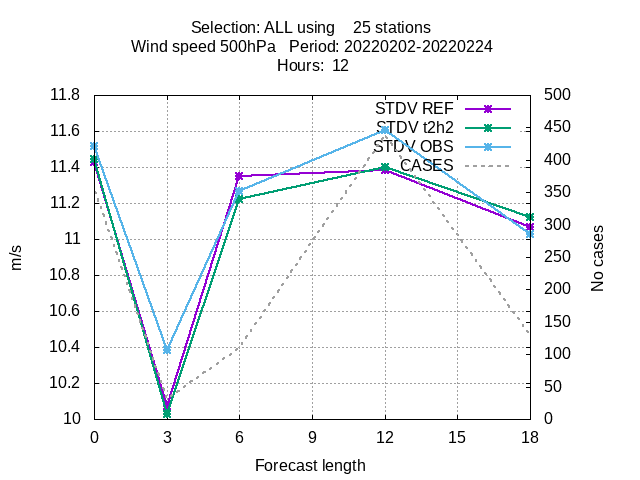 Selection: ALL using    25 stations
Wind speed 500hPa   Period: 20220202-20220224
Hours:  12
STDV REF
STDV t2h2
STDV OBS
CASES
11.8
11.6
11.4
11.2
11
10.8
10.6
10.4
10.2
10
500
450
400
350
300
250
200
150
100
50
0
m/s
No cases
0 3 6 9 12 15 18
Forecast length